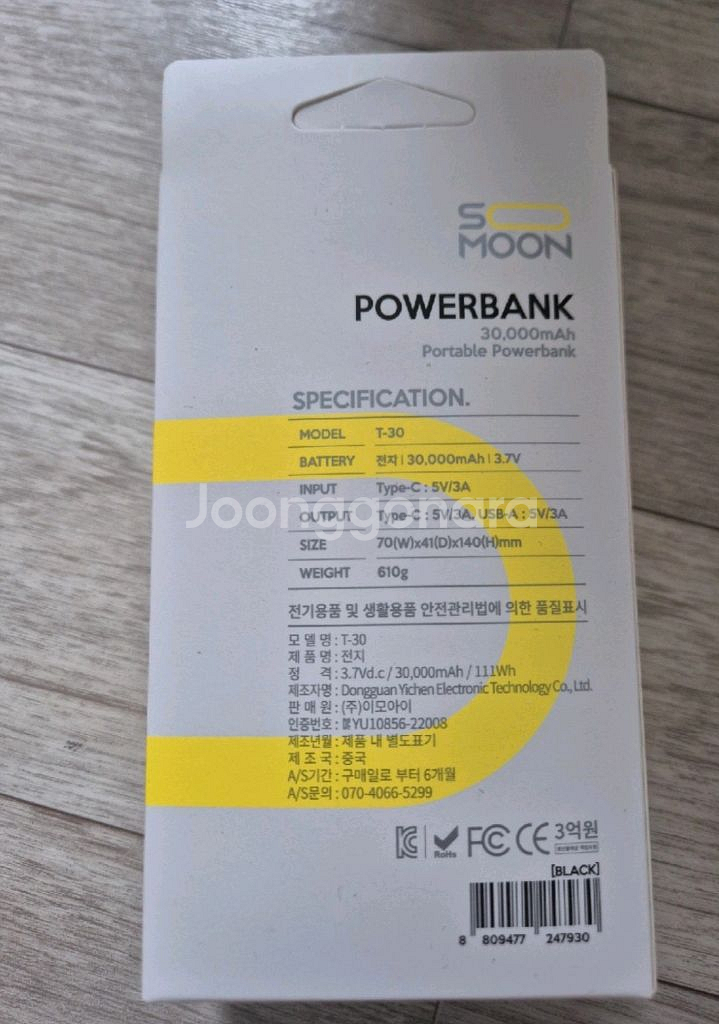 SO
MOON
POWERBANK
30,000mAh
Portable Powerbank
SPECIFICATION.
MODEL T-30
BATTERY 전지 | 30,000mAh | 3.7V
INPUT Type-C : 5V/3A
Joonggonara
OUTPUT Type-C : 5V/3A, USB-A : 5V/3A
SIZE 70(W)x41(D)x140(H)mm
WEIGHT 610g
전기용품 및 생활용품 안전관리법에 의한 품질표시
모 델 명 : T-30
제 품 명 : 전지
정 격 : 3.7Vd.c / 30,000mAh / 111Wh
제조자명 : Dongguan Yichen Electronic Technology Co., Ltd.
판 매 원 : (주)이모아이
인증번호 : YU10856-22008
제조년월 : 제품 내 별도표기
제 조 국 : 중국
A/S기간 : 구매일로 부터 6개월
A/S문의 : 070-4066-5299
RoHS FC CE 3억원
[BLACK]
8 809477 247930